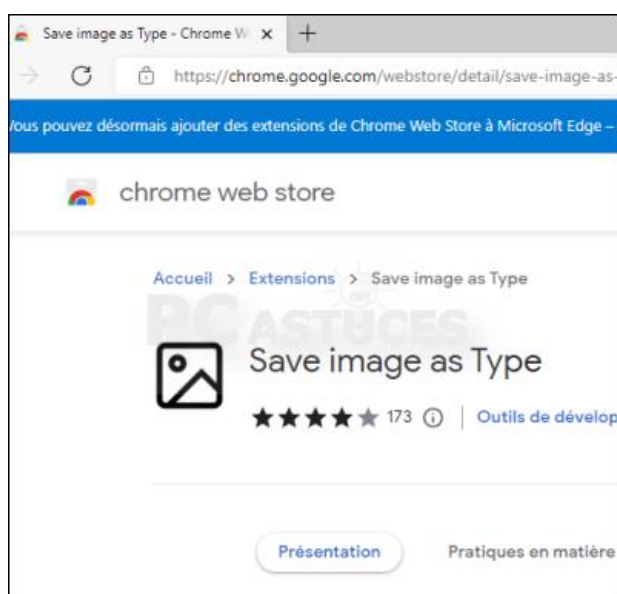 Save image as Type - Chrome W
https://chrome.google.com/webstore/detail/save-image-as-
Vous pouvez désormais ajouter des extensions de Chrome Web Store à Microsoft Edge –
chrome web store
Accueil > Extensions > Save image as Type
PC ASTUCES
Save image as Type
173 Outils de dévelop
Présentation Pratiques en matière